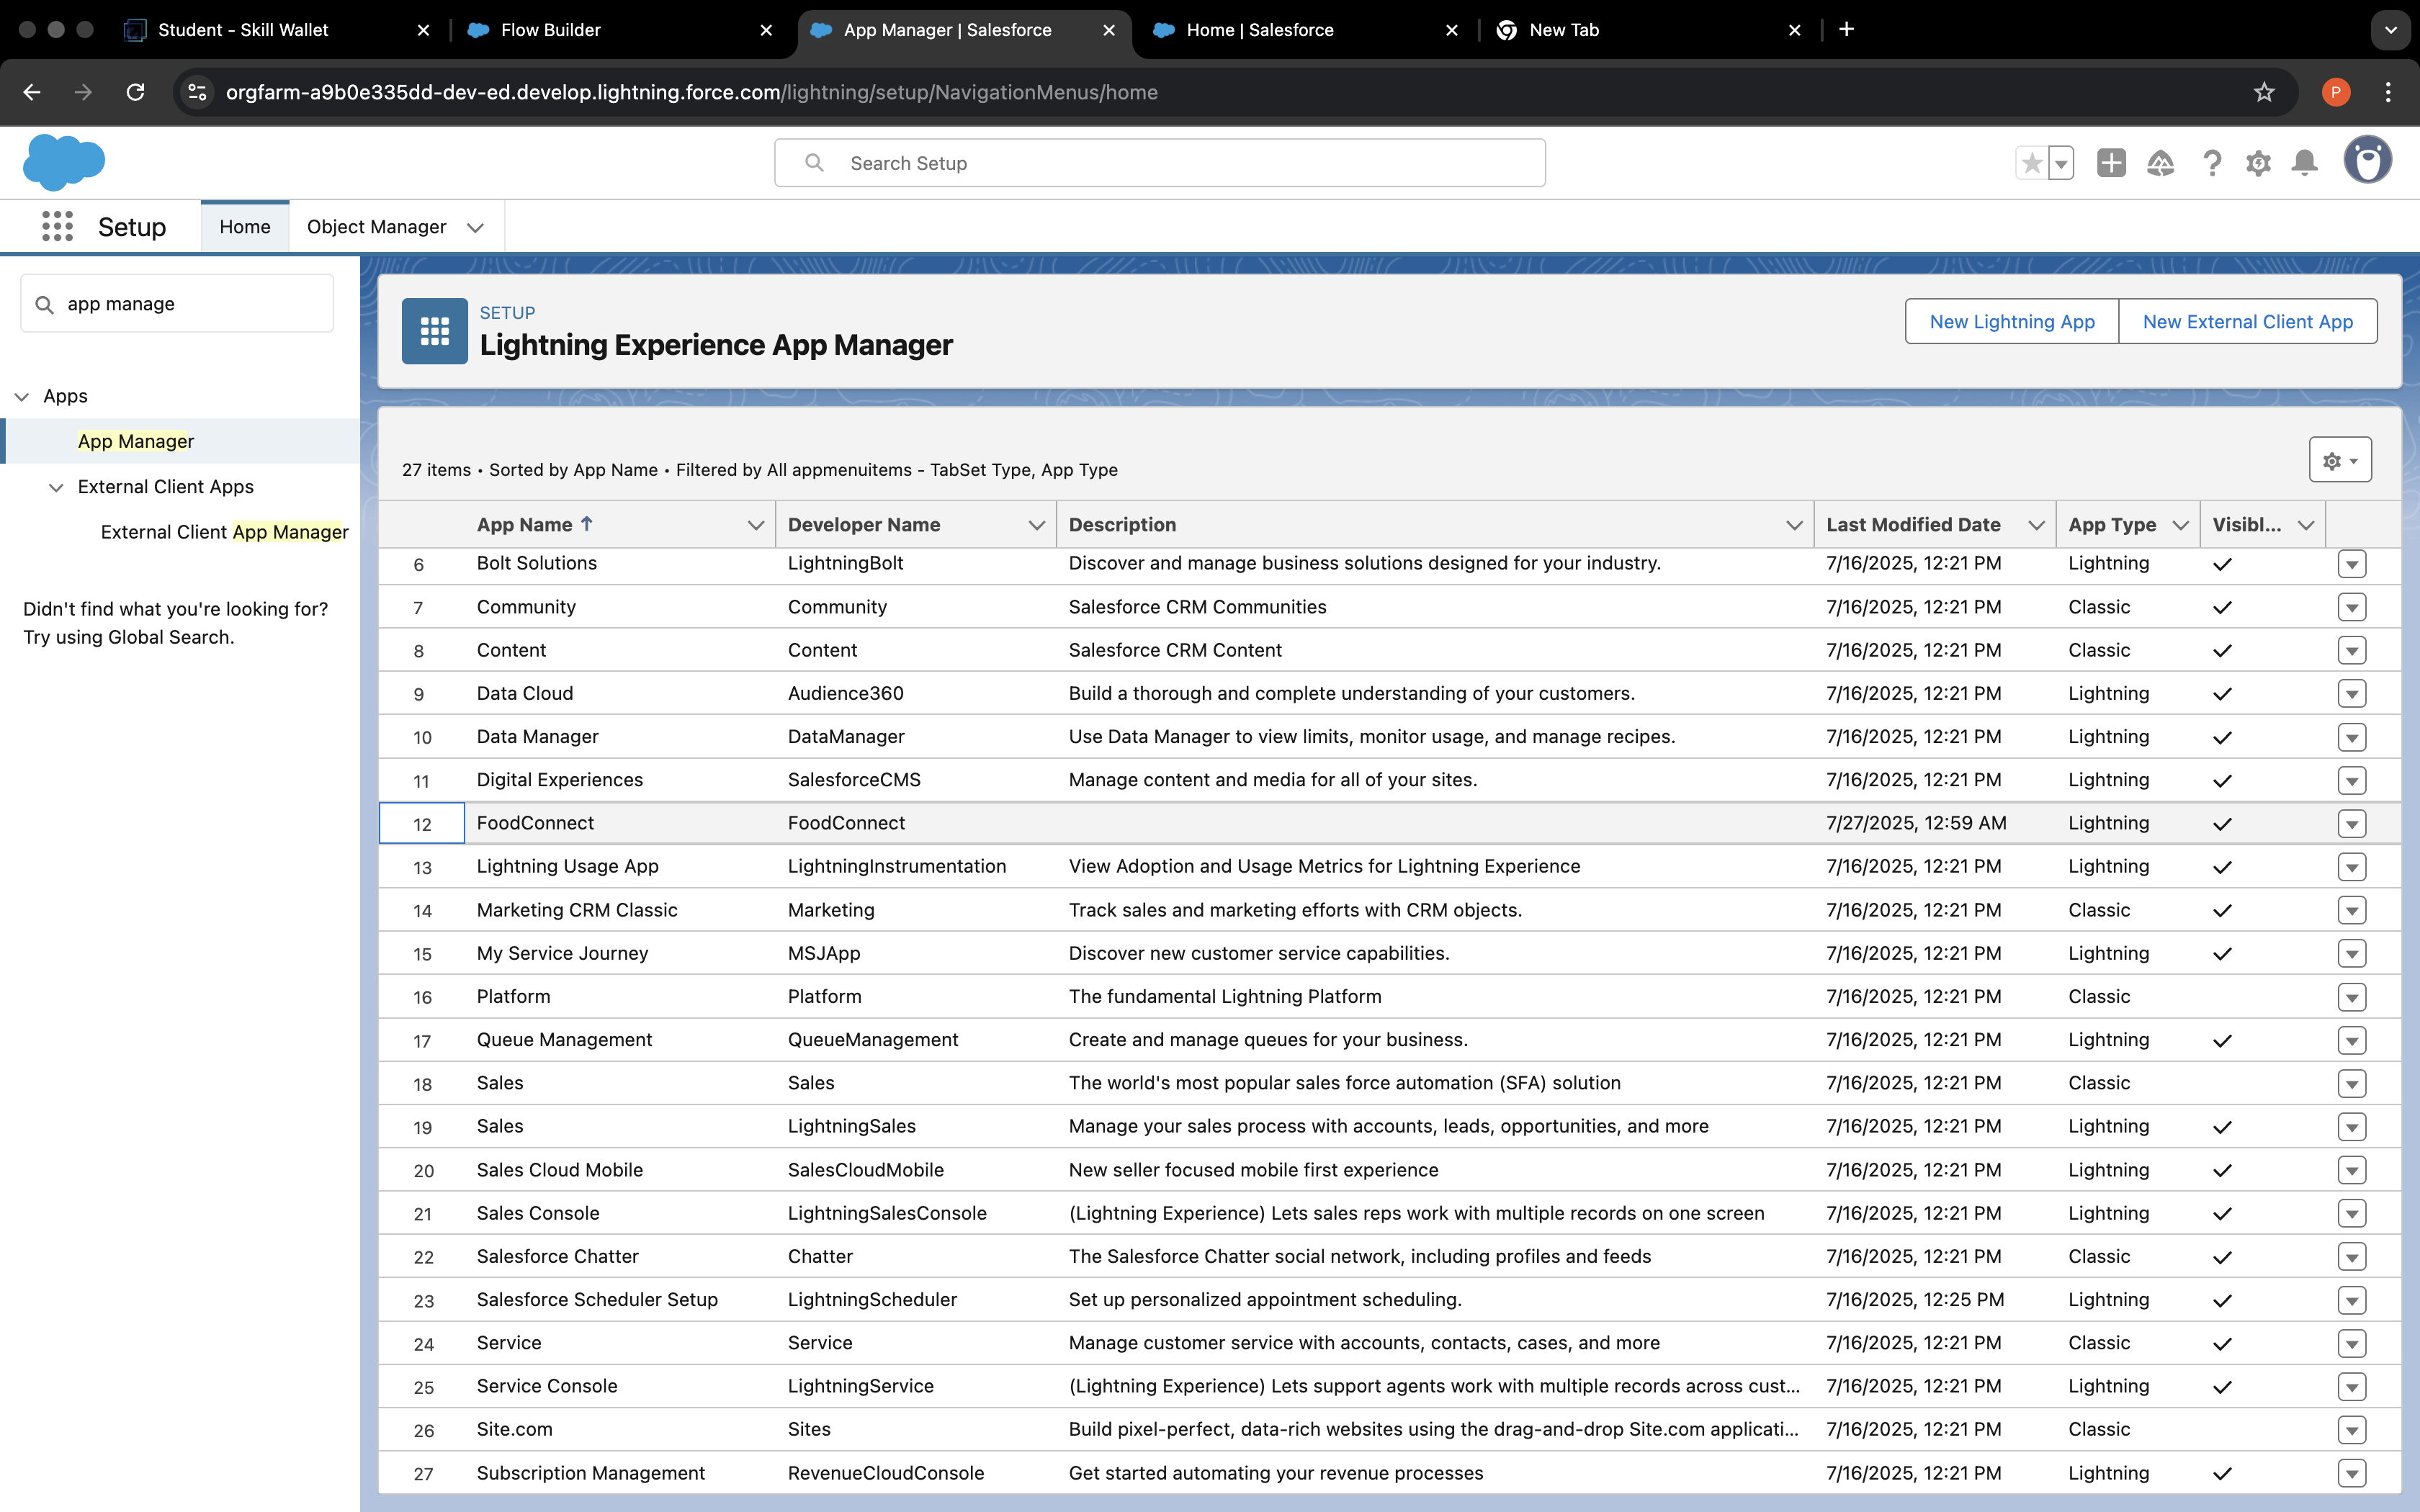 Student - Skill Wallet
Flow Builder
App Manager | Salesforce
Home | Salesforce
New Tab
orgfarm-a9b0e335dd-dev-ed.develop.lightning.force.com/lightning/setup/NavigationMenus/home
P
Search Setup
Setup
Home
Object Manager
app manage
Apps
App Manager
External Client Apps
External Client App Manager
Didn't find what you're looking for?
Try using Global Search.
SETUP
Lightning Experience App Manager
New Lightning App
New External Client App
27 items • Sorted by App Name • Filtered by All appmenuitems - TabSet Type, App Type
App Name Developer Name Description Last Modified Date App Type Visibl...
6 Bolt Solutions LightningBolt Discover and manage business solutions designed for your industry. 7/16/2025, 12:21 PM Lightning
7 Community Community Salesforce CRM Communities 7/16/2025, 12:21 PM Classic
8 Content Content Salesforce CRM Content 7/16/2025, 12:21 PM Classic
9 Data Cloud Audience360 Build a thorough and complete understanding of your customers. 7/16/2025, 12:21 PM Lightning
10 Data Manager DataManager Use Data Manager to view limits, monitor usage, and manage recipes. 7/16/2025, 12:21 PM Lightning
11 Digital Experiences SalesforceCMS Manage content and media for all of your sites. 7/16/2025, 12:21 PM Lightning
12 FoodConnect FoodConnect 7/27/2025, 12:59 AM Lightning
13 Lightning Usage App LightningInstrumentation View Adoption and Usage Metrics for Lightning Experience 7/16/2025, 12:21 PM Lightning
14 Marketing CRM Classic Marketing Track sales and marketing efforts with CRM objects. 7/16/2025, 12:21 PM Classic
15 My Service Journey MSJApp Discover new customer service capabilities. 7/16/2025, 12:21 PM Lightning
16 Platform Platform The fundamental Lightning Platform 7/16/2025, 12:21 PM Classic
17 Queue Management QueueManagement Create and manage queues for your business. 7/16/2025, 12:21 PM Lightning
18 Sales Sales The world's most popular sales force automation (SFA) solution 7/16/2025, 12:21 PM Classic
19 Sales LightningSales Manage your sales process with accounts, leads, opportunities, and more 7/16/2025, 12:21 PM Lightning
20 Sales Cloud Mobile SalesCloudMobile New seller focused mobile first experience 7/16/2025, 12:21 PM Lightning
21 Sales Console LightningSalesConsole (Lightning Experience) Lets sales reps work with multiple records on one screen 7/16/2025, 12:21 PM Lightning
22 Salesforce Chatter Chatter The Salesforce Chatter social network, including profiles and feeds 7/16/2025, 12:21 PM Classic
23 Salesforce Scheduler Setup LightningScheduler Set up personalized appointment scheduling. 7/16/2025, 12:25 PM Lightning
24 Service Service Manage customer service with accounts, contacts, cases, and more 7/16/2025, 12:21 PM Classic
25 Service Console LightningService (Lightning Experience) Lets support agents work with multiple records across cust... 7/16/2025, 12:21 PM Lightning
26 Site.com Sites Build pixel-perfect, data-rich websites using the drag-and-drop Site.com applicati... 7/16/2025, 12:21 PM Classic
27 Subscription Management RevenueCloudConsole Get started automating your revenue processes 7/16/2025, 12:21 PM Lightning